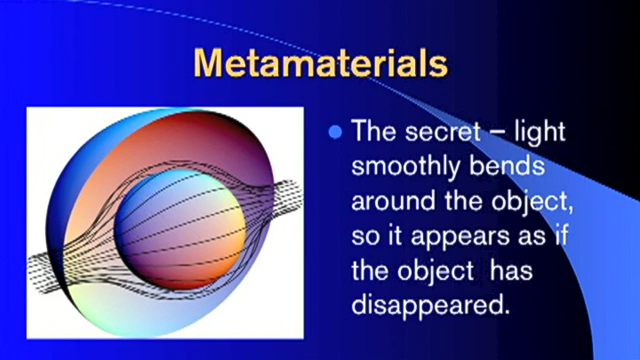 Metamaterials
The secret – light
smoothly bends
around the object,
so it appears as if
the object has
disappeared.